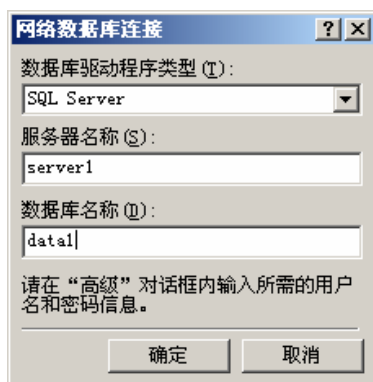 网络数据库连接
数据库驱动程序类型(T):
SQL Server
服务器名称(S):
server1
数据库名称(D):
data1
请在“高级”对话框内输入所需的用户
名和密码信息。
确定 取消